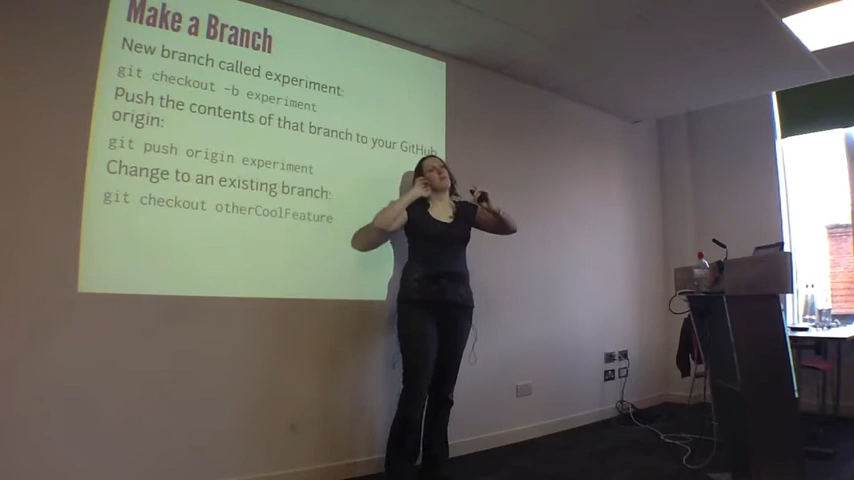 Make a Branch
New branch called experiment:
git checkout -b experiment
Push the contents of that branch to your GitHub
origin:
git push origin experiment
Change to an existing branch:
git checkout otherCoolFeature